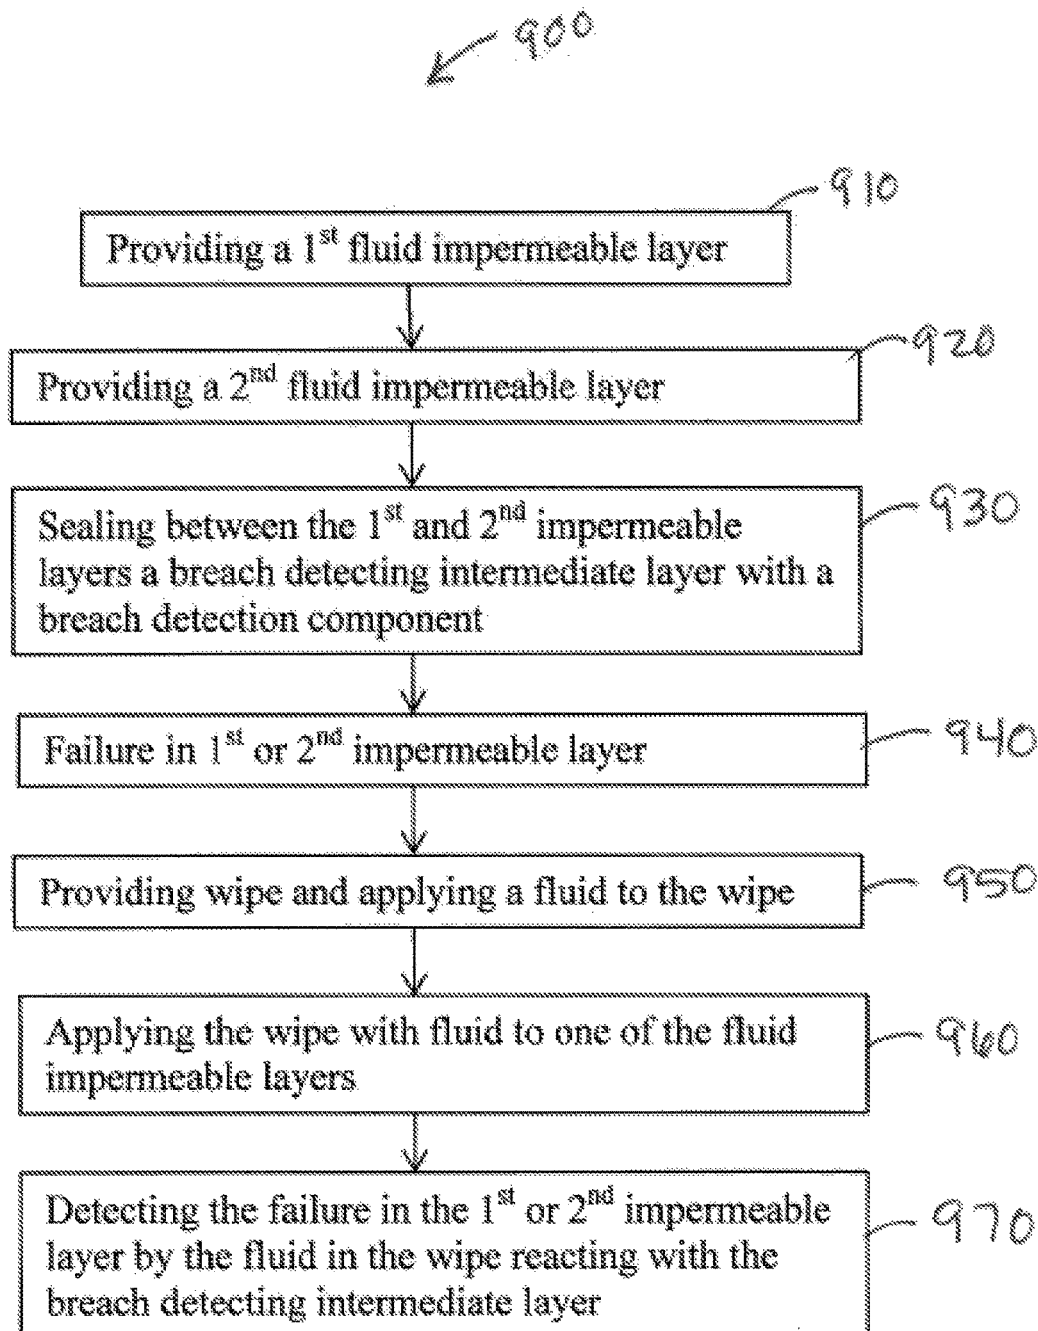 900
910
Providing a 1st fluid impermeable layer
920
Providing a 2nd fluid impermeable layer
930
Sealing between the 1st and 2nd impermeable
layers a breach detecting intermediate layer with a
breach detection component
940
Failure in 1st or 2nd impermeable layer
950
Providing wipe and applying a fluid to the wipe
960
Applying the wipe with fluid to one of the fluid
impermeable layers
970
Detecting the failure in the 1st or 2nd impermeable
layer by the fluid in the wipe reacting with the
breach detecting intermediate layer